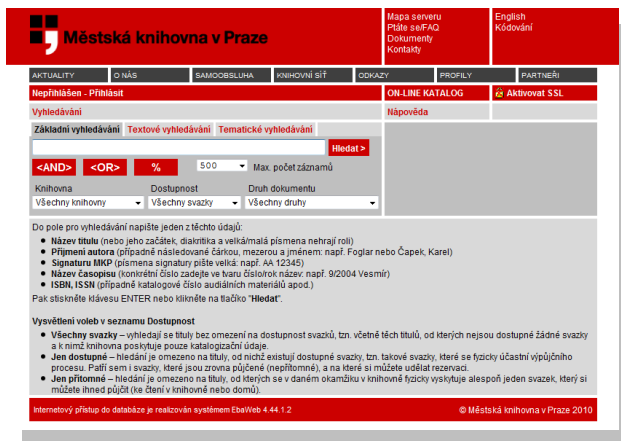 Městská knihovna v Praze
Mapa serveru
Ptáte se/FAQ
Dokumenty
Kontakty
English
Kódování
AKTUALITY O NÁS SAMOOBSLUHA KNIHOVNÍ SÍŤ ODKAZY PROFILY PARTNEŘI
Nepřihlášen - Přihlásit ON-LINE KATALOG Aktivovat SSL
Vyhledávání Nápověda
Základní vyhledávání Textové vyhledávání Tematické vyhledávání
Hledat >
<AND> <OR> % 500 Max. počet záznamů
Knihovna Dostupnost Druh dokumentu
Všechny knihovny Všechny svazky Všechny druhy
Do pole pro vyhledávání napište jeden z těchto údajů:
• Název titulu (nebo jeho začátek, diakritika a velká/malá písmena nehrají roli)
• Přijmení autora (případně následované čárkou, mezerou a jménem: např. Foglar nebo Čapek, Karel)
• Signaturu MKP (písmena signatury pište velká: např. AA 12345)
• Název časopisu (konkrétní číslo zadejte ve tvaru číslo/rok název: např. 9/2004 Vesmír)
• ISBN, ISSN (případně katalogové číslo audiálních materiálů apod.)
Pak stiskněte klávesu ENTER nebo klikněte na tlačíko "Hledat".
Vysvětlení voleb v seznamu Dostupnost
• Všechny svazky – vyhledají se tituly bez omezení na dostupnost svazků, tzn. včetně těch titulů, od kterých nejsou dostupné žádné svazky
a k nimž knihovna poskytuje pouze katalogizační údaje.
• Jen dostupné – hledání je omezeno na tituly, od nichž existují dostupné svazky, tzn. takové svazky, které se fyzicky účastní výpůjčního
procesu. Patří sem i svazky, které jsou zrovna půjčené (nepřítomné), a na které si můžete udělat rezervaci.
• Jen přítomné – hledání je omezeno na tituly, od kterých se v daném okamžiku v knihovně fyzicky vyskytuje alespoň jeden svazek, který si
můžete ihned půjčit (ke čtení v knihovně nebo domů).
Internetový přístup do databáze je realizován systémem EbaWeb 4.44.1.2 © Městská knihovna v Praze 2010